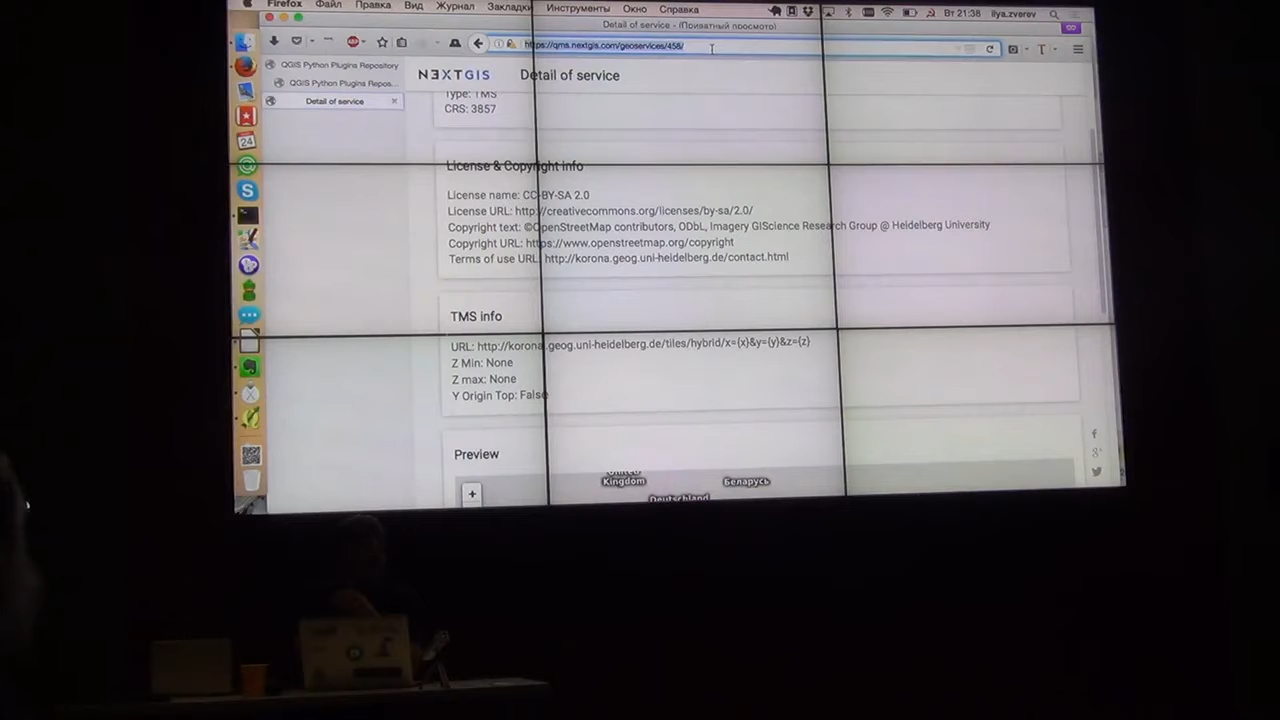 Firefox Файл Правка Вид Журнал Закладки Инструменты Окно Справка Вт 21:38 ilya.zverev
Detail of service - (Приватный просмотр)
https://qms.nextgis.com/geoservices/458/
QGIS Python Plugins Repository
QGIS Python Plugins Repos...
Detail of service
NEXTGIS Detail of service
Type: TMS
CRS: 3857
License & Copyright info
License name: CC-BY-SA 2.0
License URL: http://creativecommons.org/licenses/by-sa/2.0/
Copyright text: ©OpenStreetMap contributors, ODbL, Imagery GIScience Research Group @ Heidelberg University
Copyright URL: https://www.openstreetmap.org/copyright
Terms of use URL: http://korona.geog.uni-heidelberg.de/contact.html
TMS info
URL: http://korona.geog.uni-heidelberg.de/tiles/hybrid/x={x}&y={y}&z={z}
Z Min: None
Z max: None
Y Origin Top: False
Preview
+
United
Kingdom
Беларусь
Deutschland